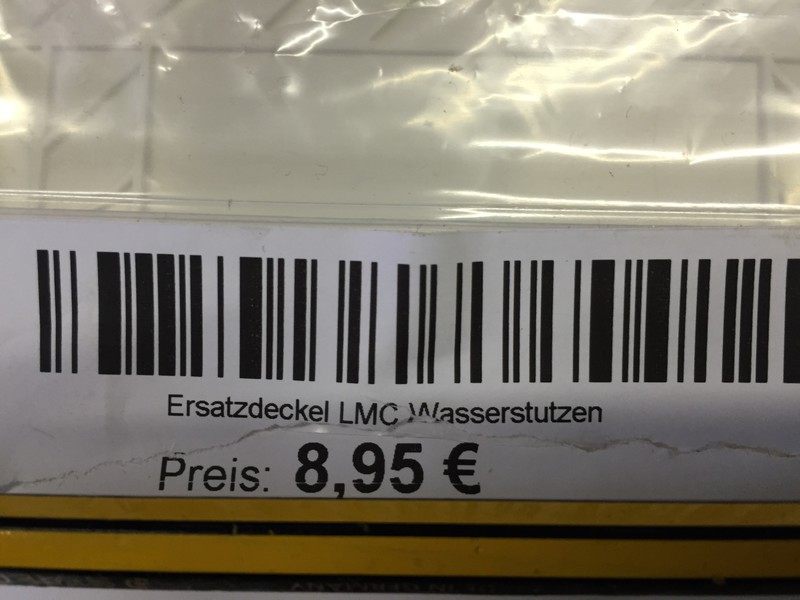 Ersatzdeckel LMC Wasserstutzen
Preis: 8,95 €